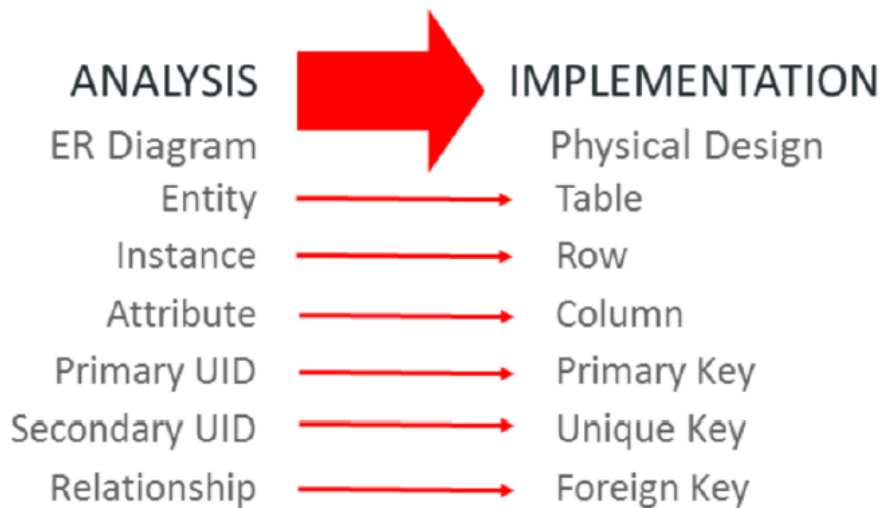 ANALYSIS IMPLEMENTATION
ER Diagram Physical Design
Entity Table
Instance Row
Attribute Column
Primary UID Primary Key
Secondary UID Unique Key
Relationship Foreign Key